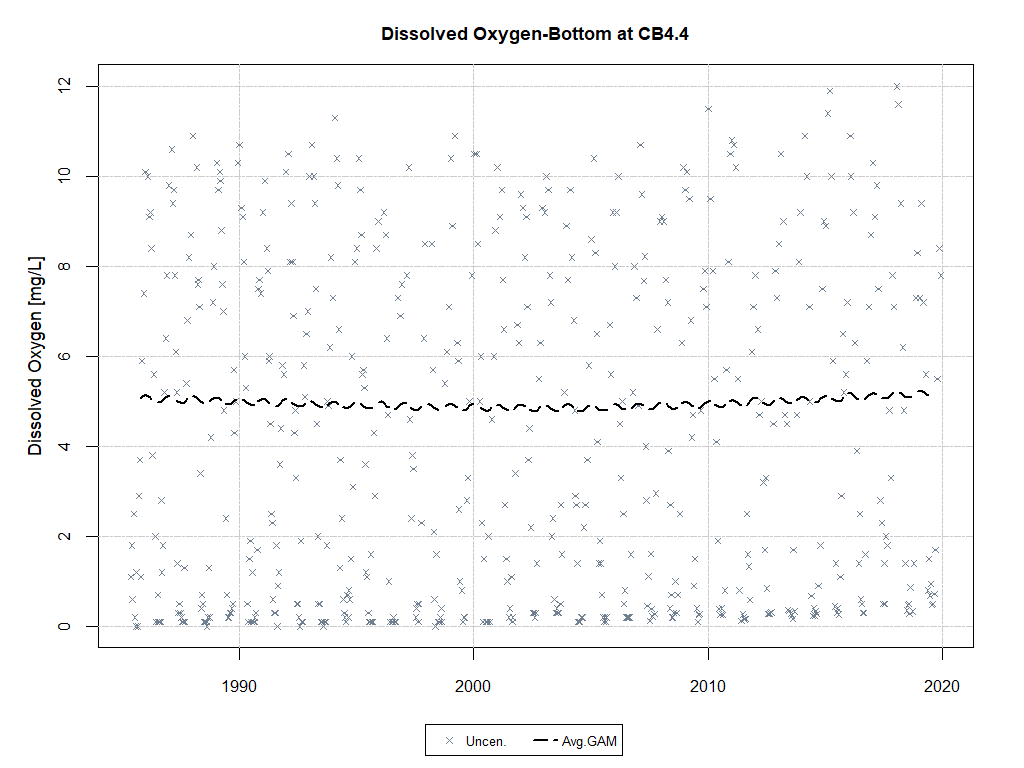 Dissolved Oxygen-Bottom at CB4.4
Dissolved Oxygen [mg/L]
12
10
8
6
4
2
0
1990 2000 2010 2020
Uncen. Avg.GAM